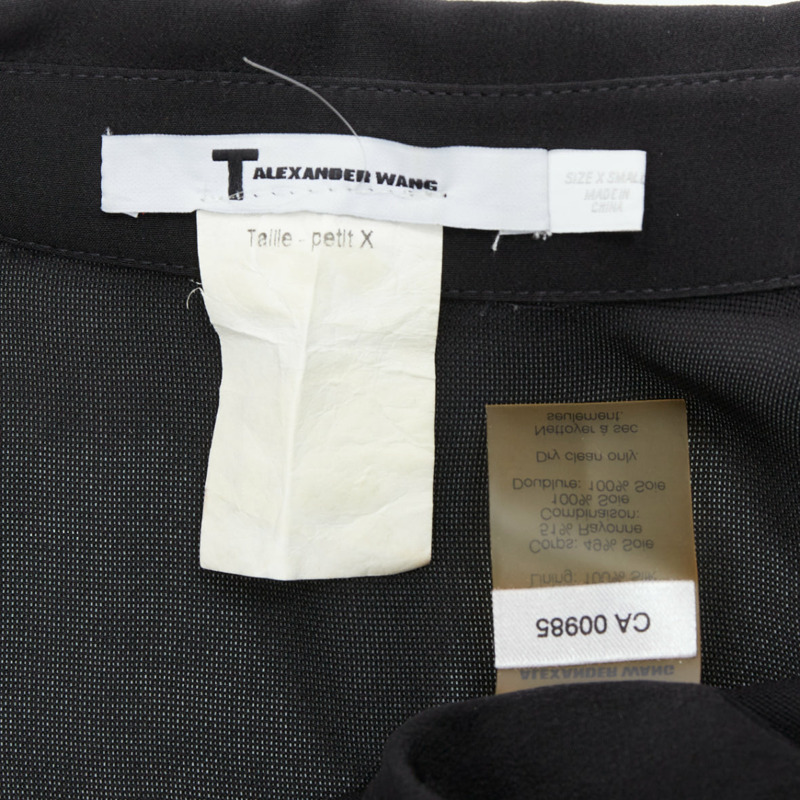 T ALEXANDER WANG.
SIZE X SMALL
MADE IN
CHINA
Taille - petit X
ALEXANDER WANG
CA 00985
Lining: 100% Silk
Corps: 49% Soie
51% Rayonne
Combinaison:
100% Soie
Doublure: 100% Soie
Dry clean only.
Nettoyer à sec
seulement.